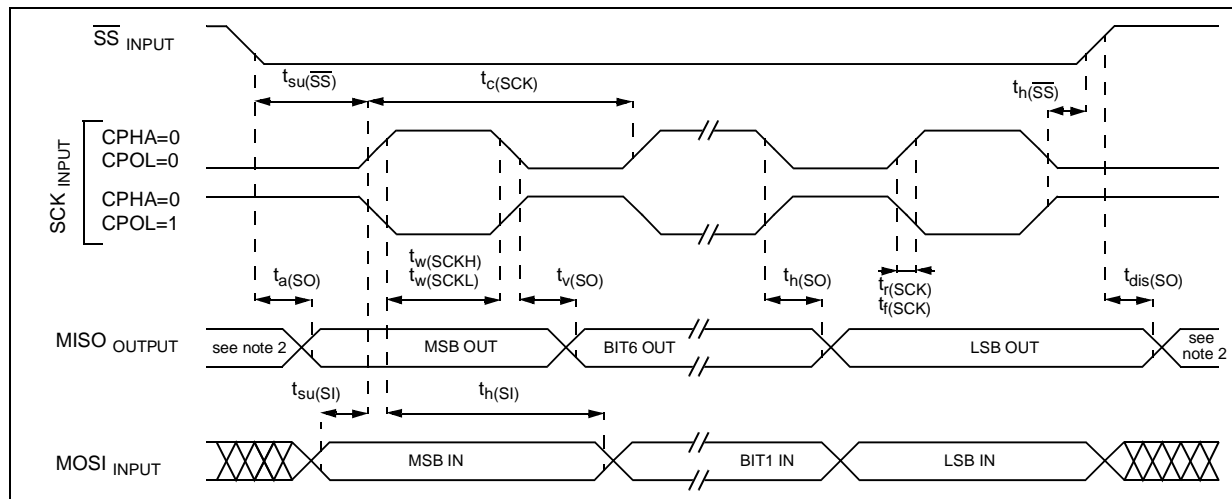 SS INPUT
tsu(SS)
tc(SCK)
th(SS)
SCK INPUT
CPHA=0
CPOL=0
CPHA=0
CPOL=1
ta(SO)
tw(SCKH)
tw(SCKL)
tv(SO)
th(SO)
tr(SCK)
tf(SCK)
tdis(SO)
MISO OUTPUT
see note 2
MSB OUT
BIT6 OUT
LSB OUT
see
note 2
tsu(SI)
th(SI)
MOSI INPUT
MSB IN
BIT1 IN
LSB IN